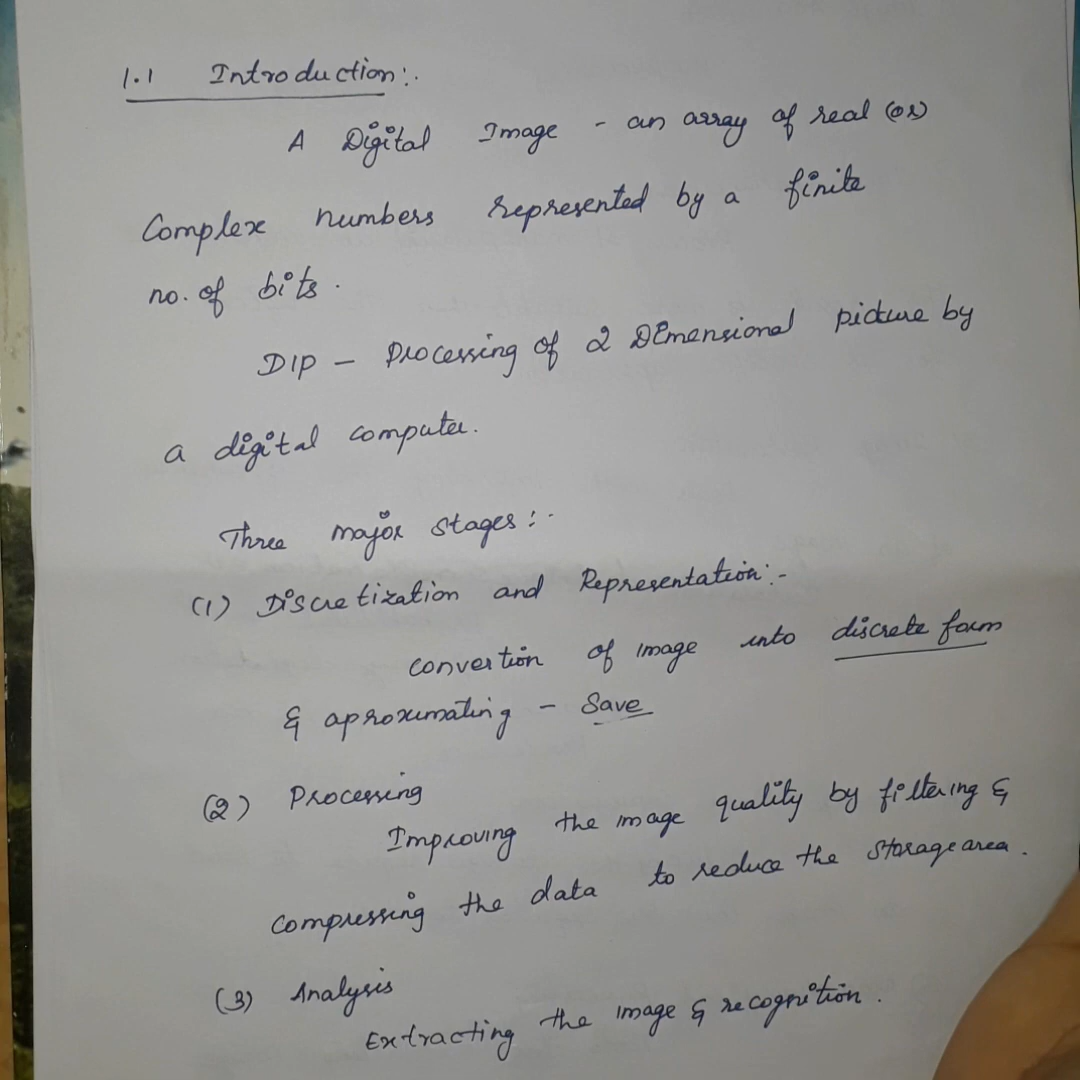 1.1 Introduction:.
A Digital Image - an array of real (or)
Complex numbers represented by a finite
no. of bits.
DIP - Processing of 2 Dimensional picture by
a digital computer.
Three major stages:-
(1) Discretization and Representation:-
convertion of image into discrete form
& aproximating - Save
(2) Processing
Improving the image quality by filtering &
compressing the data to reduce the storage area.
(3) Analysis
Extracting the image & recognition.